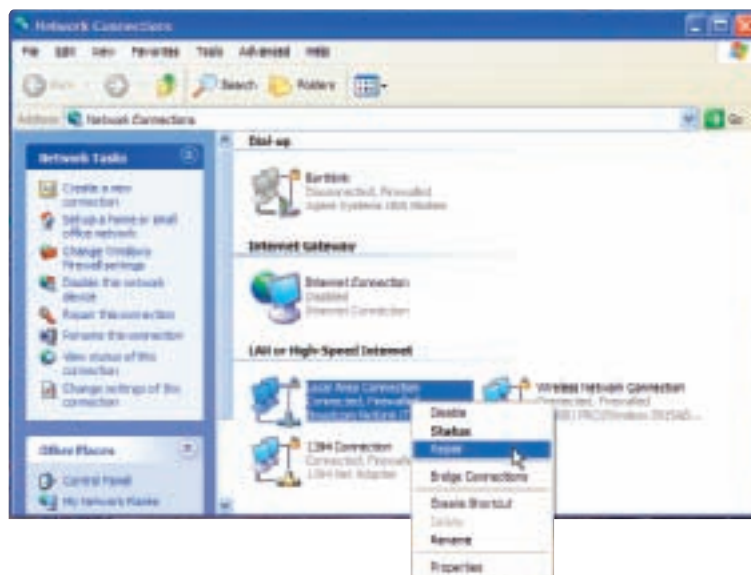 Network Connections
File Edit View Favorites Tools Advanced Help
Back Search Folders
Address Network Connections Go
Network Tasks
Create a new
connection
Set up a home or small
office network
Change Windows
Firewall settings
Disable this network
device
Repair this connection
Rename this connection
View status of this
connection
Change settings of this
connection
Other Places
Control Panel
My Network Places
Dial-up
Disconnected, Firewalled
Internet Gateway
Internet Connection
Disabled
Internet Connection
LAN or High-Speed Internet
Local Area Connection
Connected, Firewalled
Wireless Network Connection
Connected, Firewalled
1394 Connection
Connected, Firewalled
1394 Net Adapter
Disable
Status
Repair
Bridge Connections
Create Shortcut
Delete
Rename
Properties